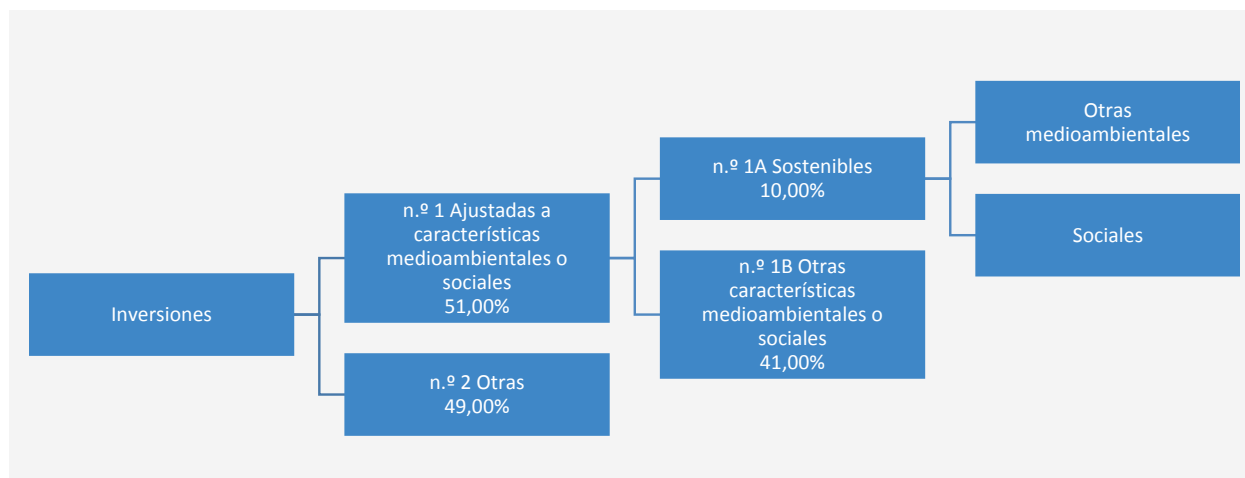 Inversiones
n.º 1 Ajustadas a
características
medioambientales o
sociales
51,00%
n.º 2 Otras
49,00%
n.º 1A Sostenibles
10,00%
n.º 1B Otras
características
medioambientales o
sociales
41,00%
Otras
medioambientales
Sociales